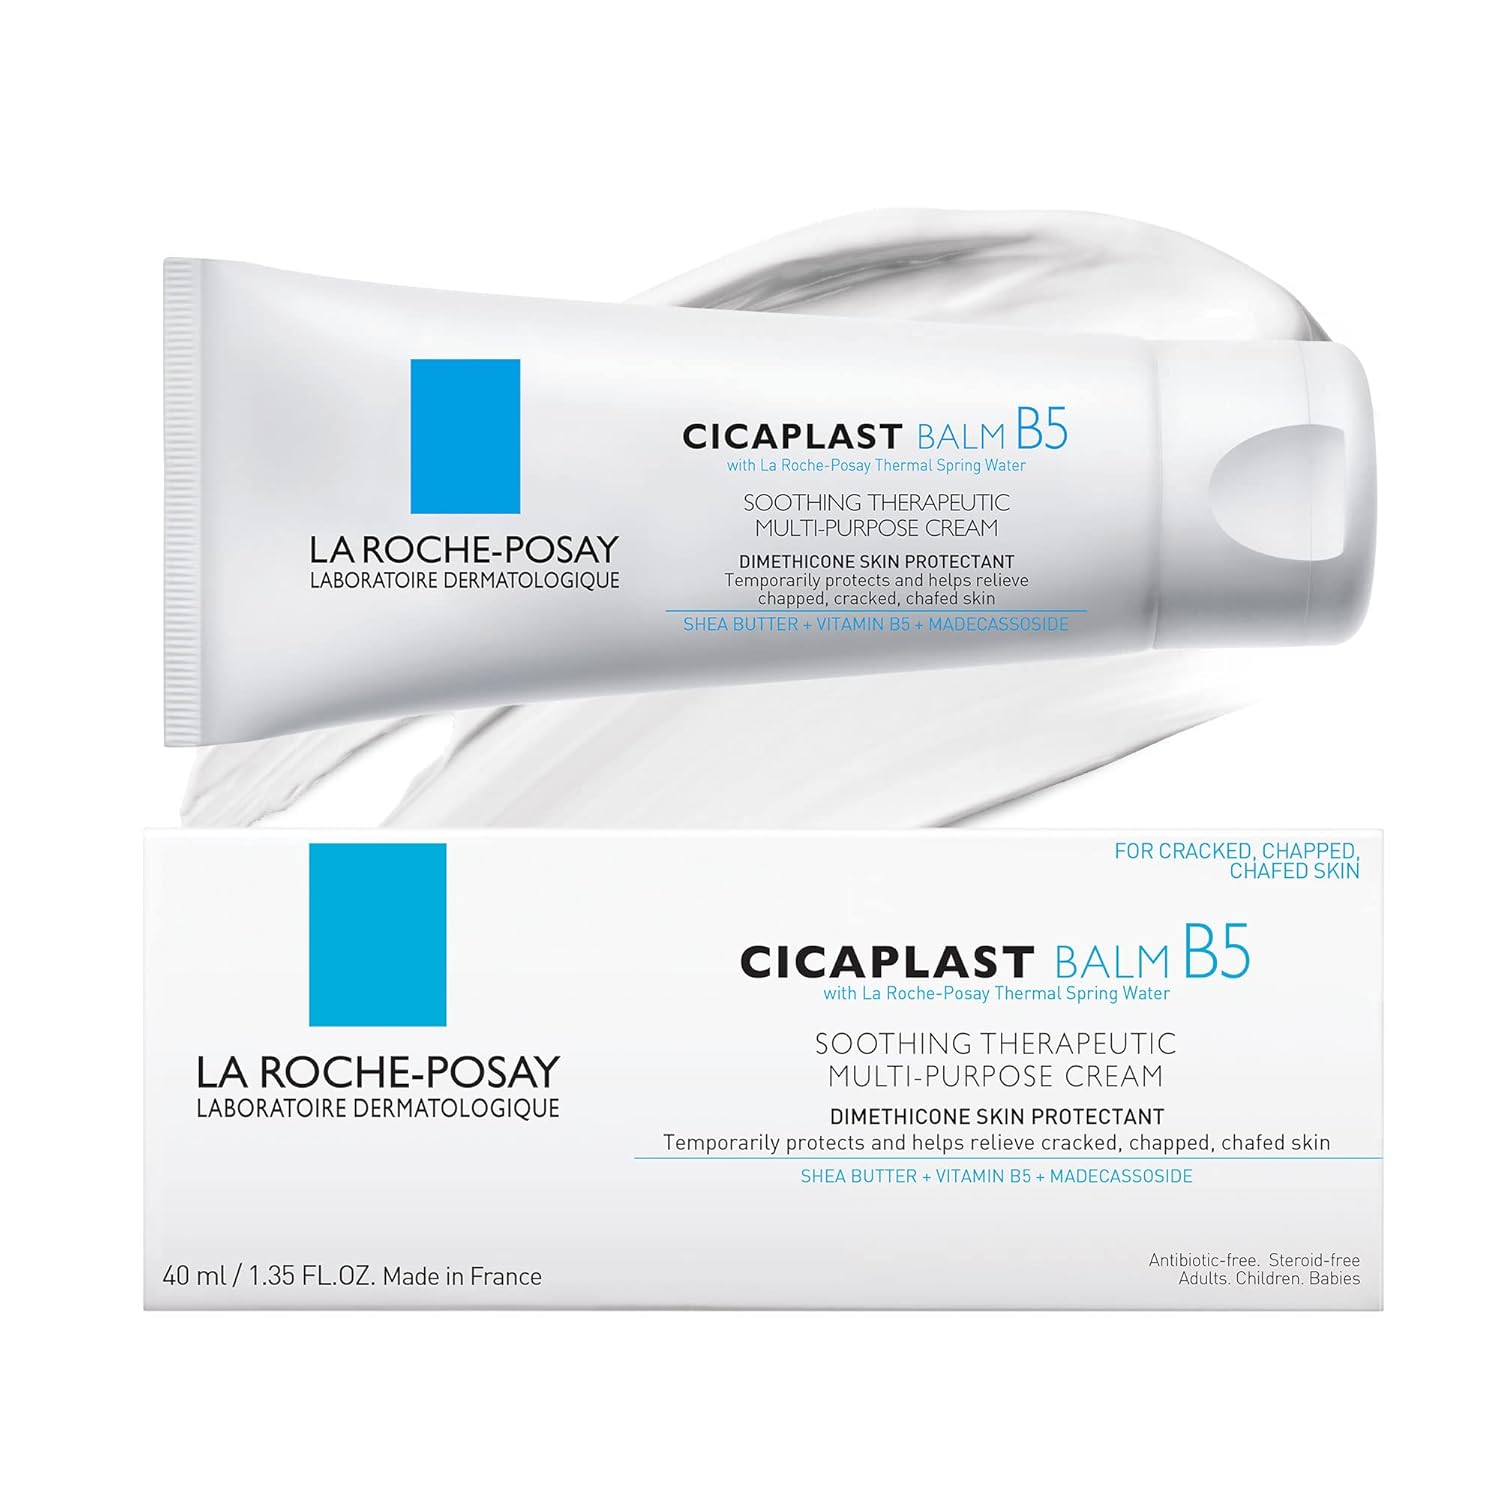 LA ROCHE-POSAY
LABORATOIRE DERMATOLOGIQUE
CICAPLAST BALM B5
with La Roche-Posay Thermal Spring Water
SOOTHING THERAPEUTIC
MULTI-PURPOSE CREAM
DIMETHICONE SKIN PROTECTANT
Temporarily protects and helps relieve
chapped, cracked, chafed skin
SHEA BUTTER + VITAMIN B5 + MADECASSOSIDE
FOR CRACKED, CHAPPED,
CHAFED SKIN
LA ROCHE-POSAY
LABORATOIRE DERMATOLOGIQUE
CICAPLAST BALM B5
with La Roche-Posay Thermal Spring Water
SOOTHING THERAPEUTIC
MULTI-PURPOSE CREAM
DIMETHICONE SKIN PROTECTANT
Temporarily protects and helps relieve cracked, chapped, chafed skin
SHEA BUTTER + VITAMIN B5 + MADECASSOSIDE
40 ml / 1.35 FL.OZ. Made in France
Antibiotic-free. Steroid-free
Adults. Children. Babies